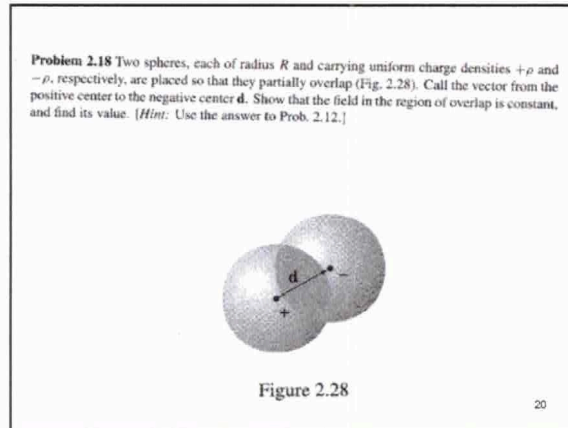 Problem 2.18 Two spheres, each of radius R and carrying uniform charge densities +ρ and
−ρ, respectively, are placed so that they partially overlap (Fig. 2.28). Call the vector from the
positive center to the negative center d. Show that the field in the region of overlap is constant,
and find its value. [Hint: Use the answer to Prob. 2.12.]
d
−
+
Figure 2.28
20